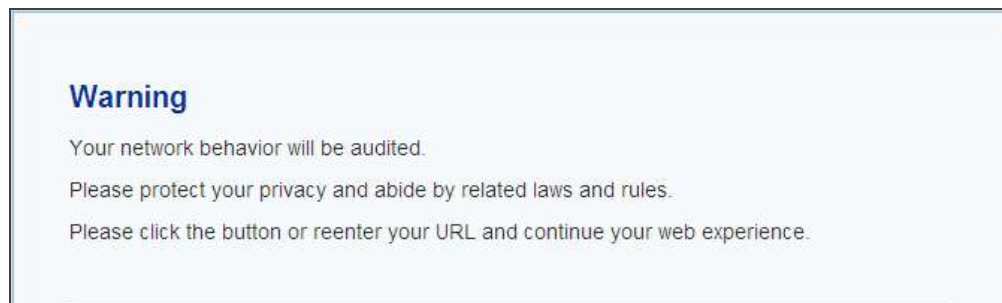 Warning
Your network behavior will be audited.
Please protect your privacy and abide by related laws and rules.
Please click the button or reenter your URL and continue your web experience.